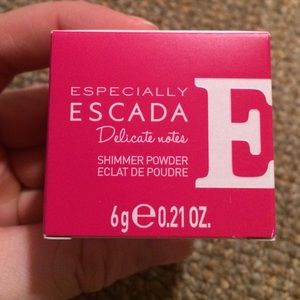 ESPECIALLY
ESCADA
Delicate notes
SHIMMER POWDER
ECLAT DE POUDRE
E
6g℮0.21 OZ.